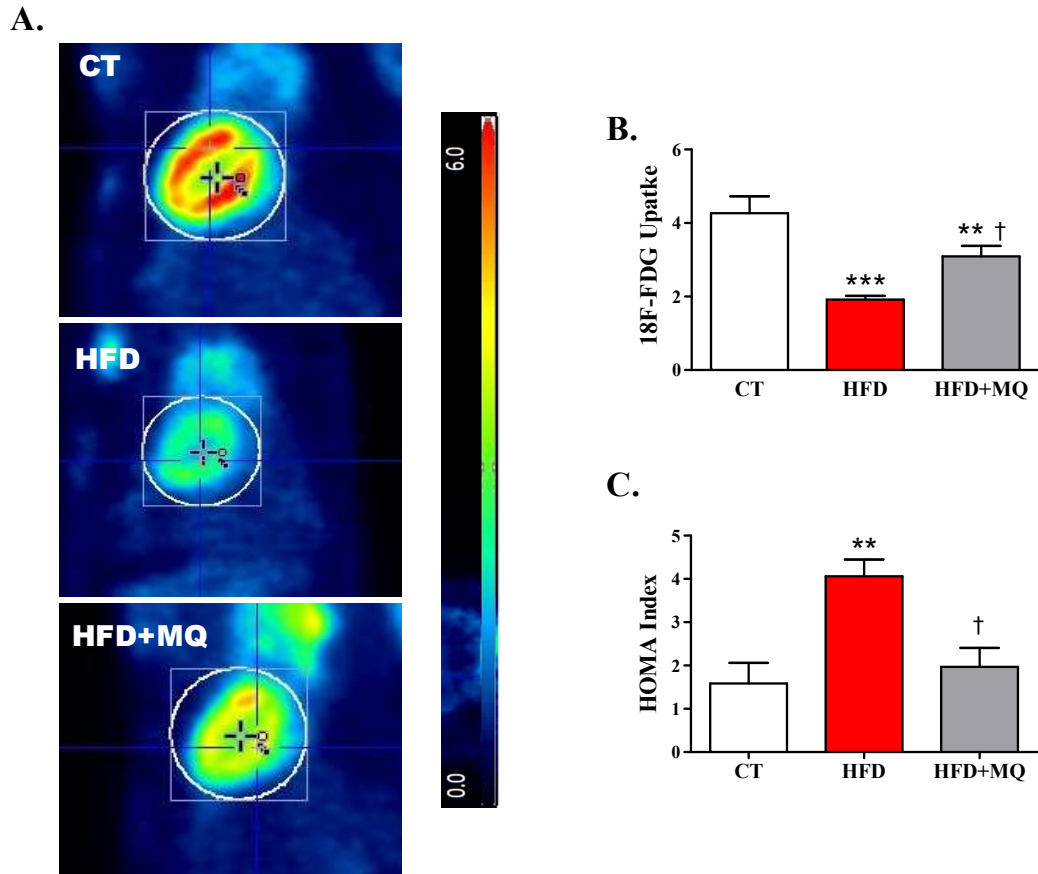 A.
CT
HFD
HFD+MQ
6.0
0.0
B.
18F-FDG Upatke
6
4
2
0
***
** †
CT HFD HFD+MQ
C.
HOMA Index
5
4
3
2
1
0
**
†
CT HFD HFD+MQ